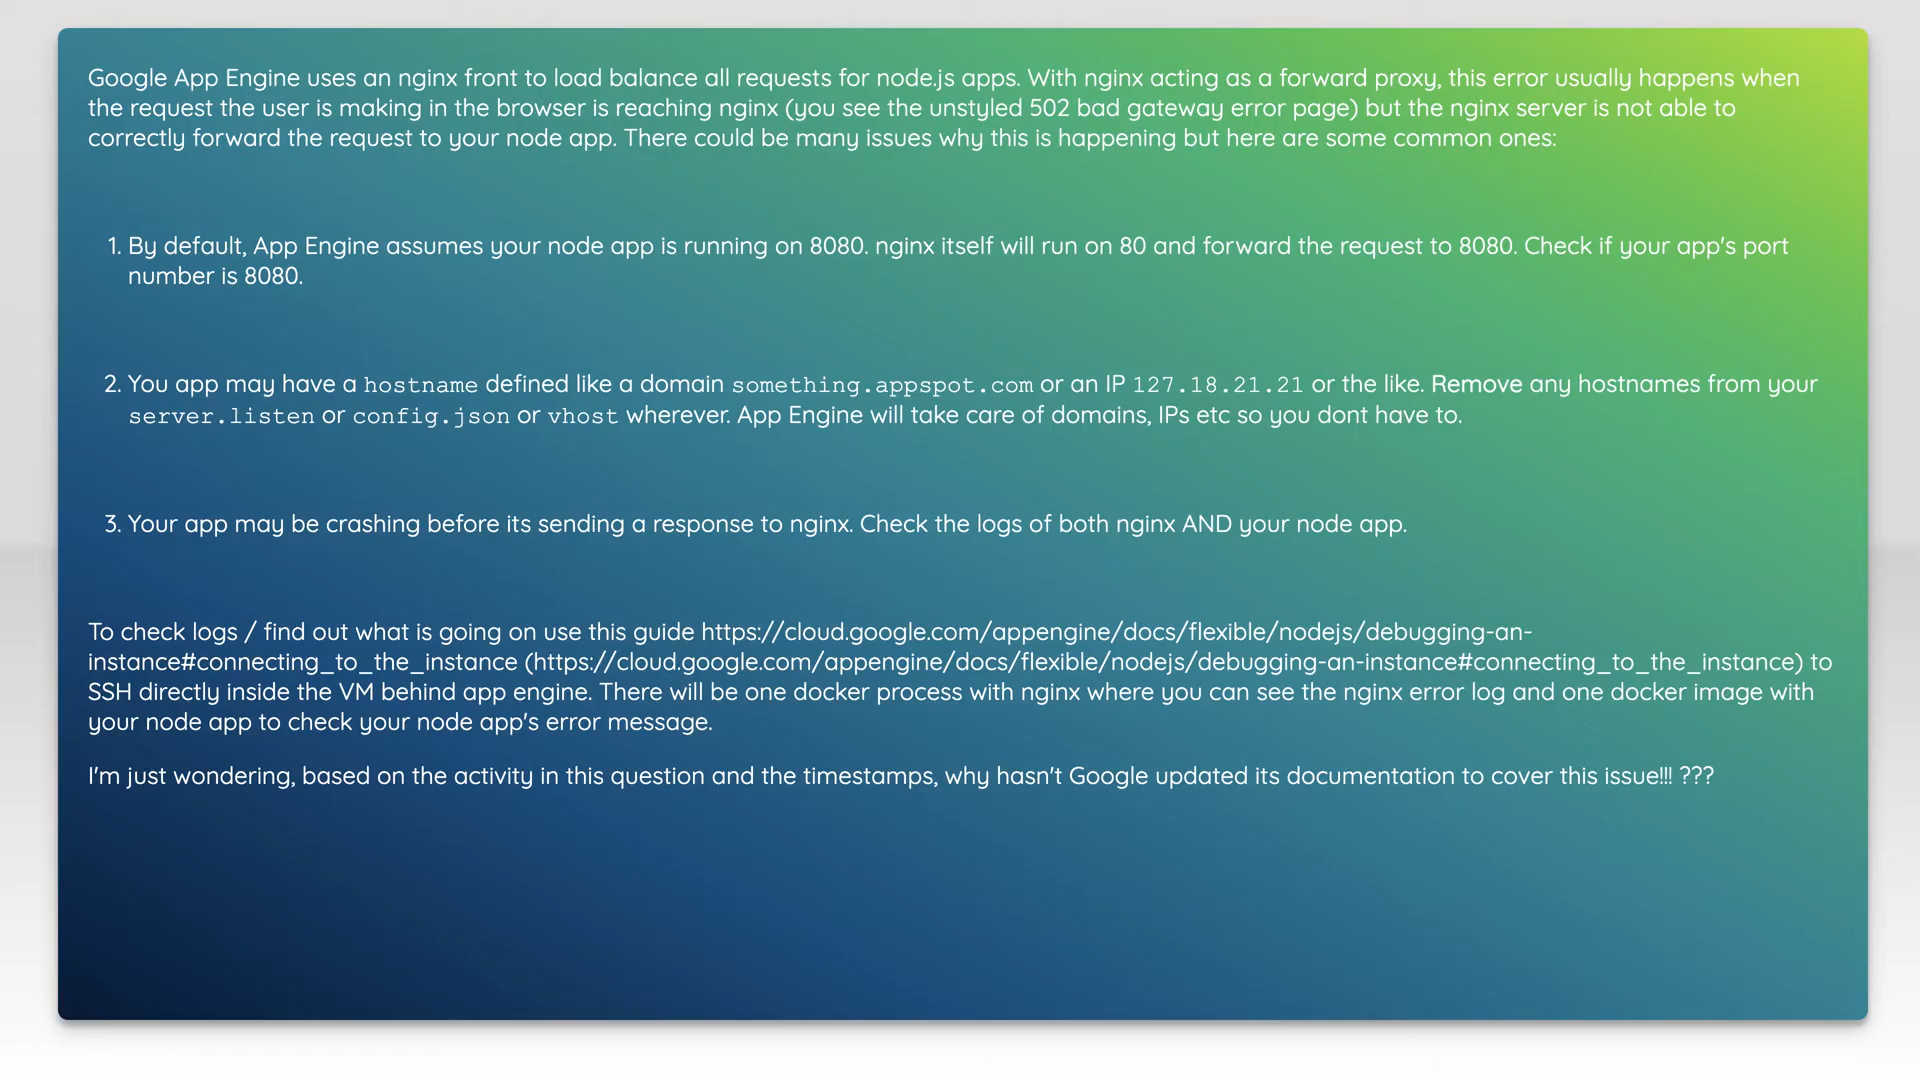 Google App Engine uses an nginx front to load balance all requests for node.js apps. With nginx acting as a forward proxy, this error usually happens when
the request the user is making in the browser is reaching nginx (you see the unstyled 502 bad gateway error page) but the nginx server is not able to
correctly forward the request to your node app. There could be many issues why this is happening but here are some common ones:
1. By default, App Engine assumes your node app is running on 8080. nginx itself will run on 80 and forward the request to 8080. Check if your app's port
number is 8080.
2. You app may have a hostname defined like a domain something.appspot.com or an IP 127.18.21.21 or the like. Remove any hostnames from your
server.listen or config.json or vhost wherever. App Engine will take care of domains, IPs etc so you dont have to.
3. Your app may be crashing before its sending a response to nginx. Check the logs of both nginx AND your node app.
To check logs / find out what is going on use this guide https://cloud.google.com/appengine/docs/flexible/nodejs/debugging-an-
instance#connecting_to_the_instance (https://cloud.google.com/appengine/docs/flexible/nodejs/debugging-an-instance#connecting_to_the_instance) to
SSH directly inside the VM behind app engine. There will be one docker process with nginx where you can see the nginx error log and one docker image with
your node app to check your node app's error message.
I'm just wondering, based on the activity in this question and the timestamps, why hasn't Google updated its documentation to cover this issue!!! ???